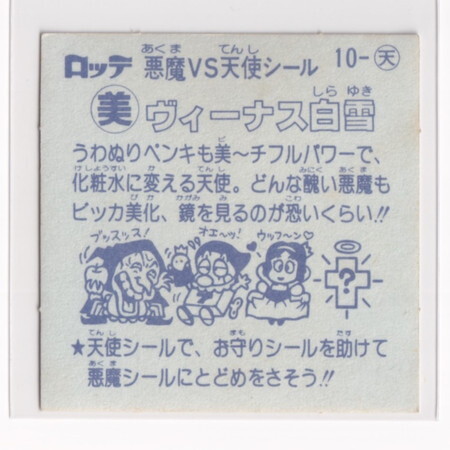 ロッテ 悪魔VS天使シール 10-天
美 ヴィーナス白雪
うわぬりペンキも美〜チフルパワーで、
化粧水に変える天使。どんな醜い悪魔も
ビッカ美化、鏡を見るのが恐いくらい!!
ブッスッス! オエ〜ッ! ウッフ〜ン♡
?
★天使シールで、お守りシールを助けて
悪魔シールにとどめをさそう!!